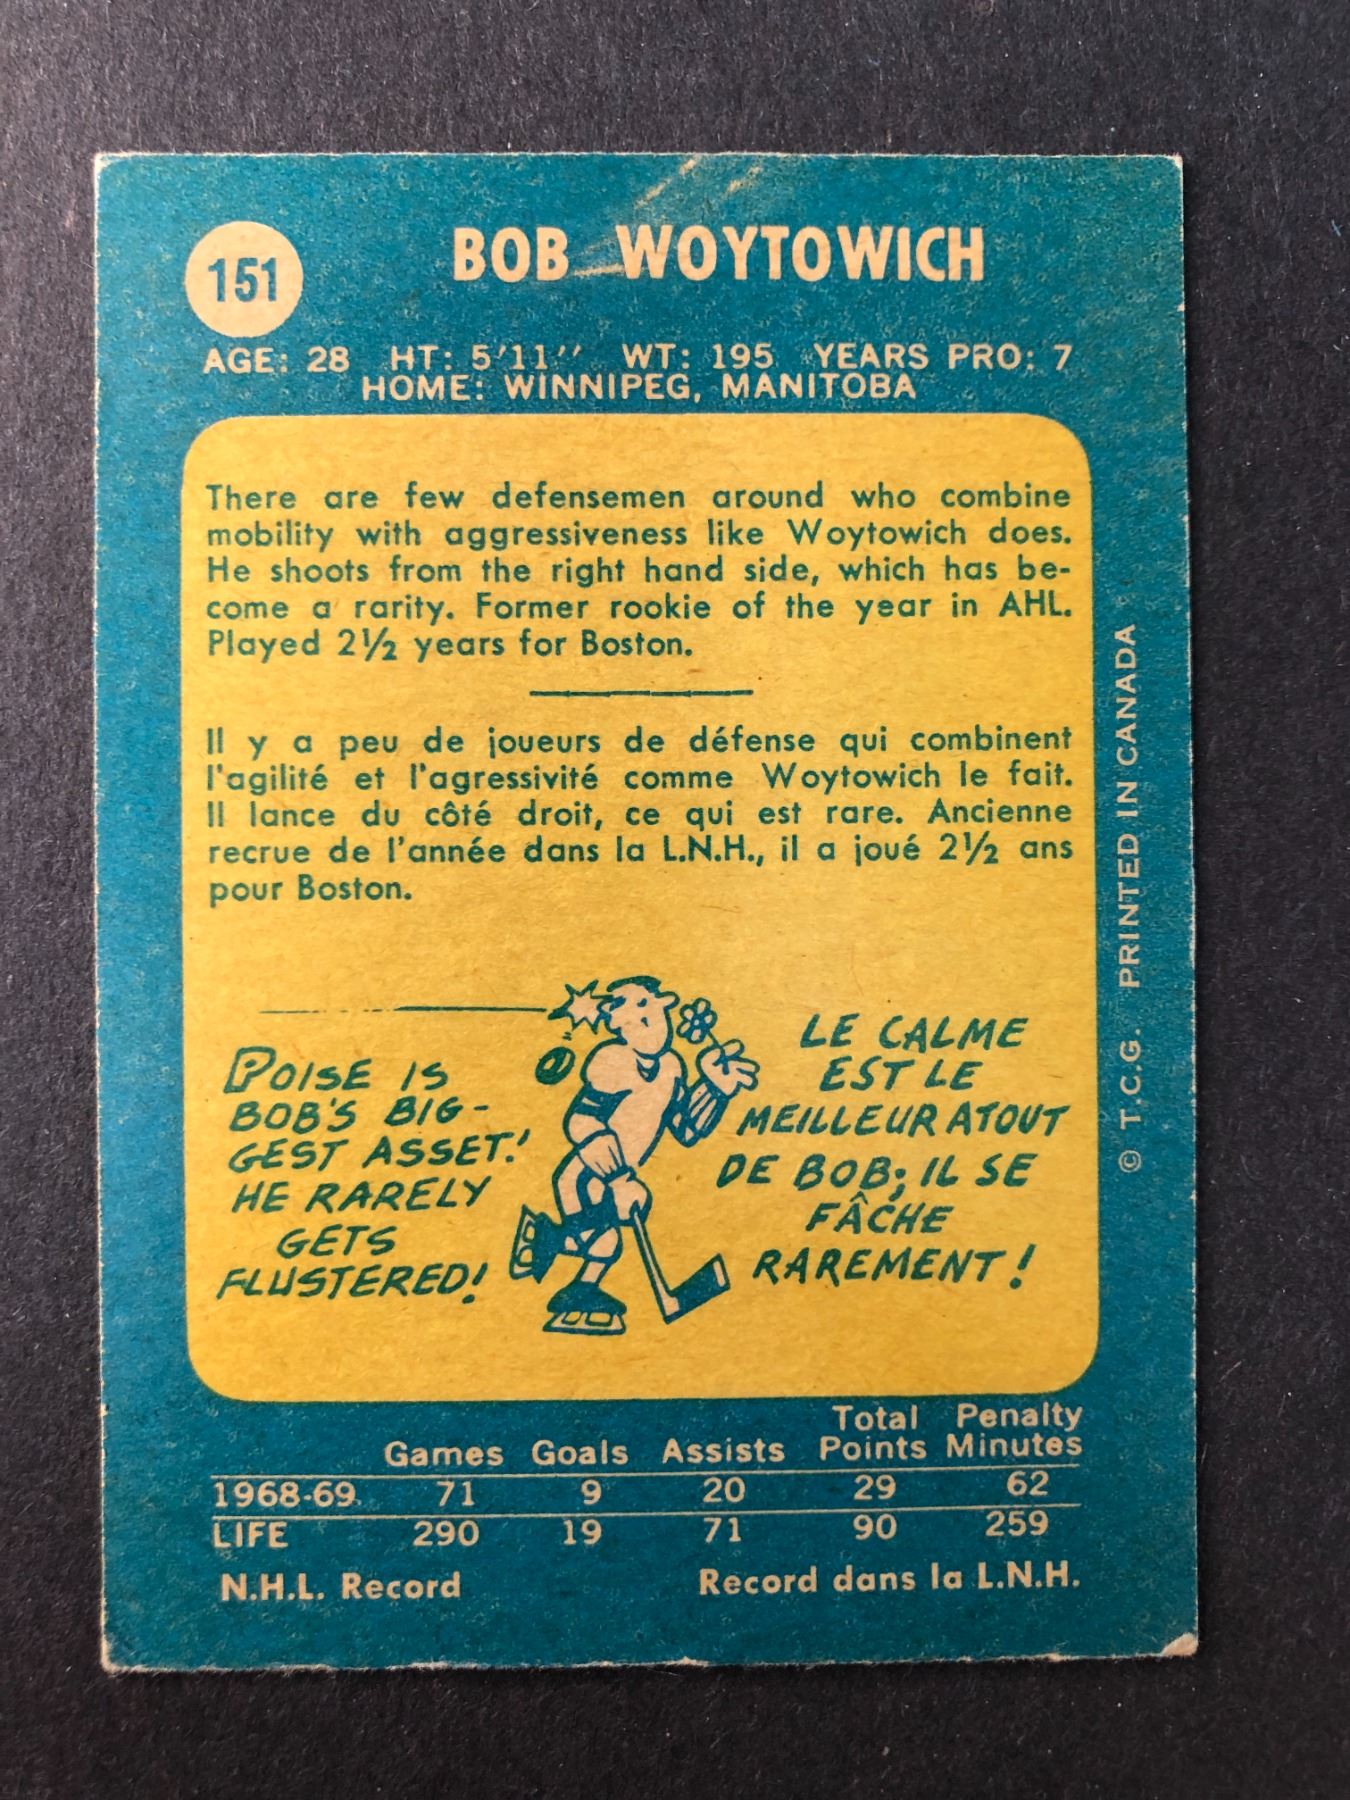 151
BOB WOYTOWICH
AGE: 28 HT: 5'11'' WT: 195 YEARS PRO: 7
HOME: WINNIPEG, MANITOBA
There are few defensemen around who combine
mobility with aggressiveness like Woytowich does.
He shoots from the right hand side, which has be-
come a rarity. Former rookie of the year in AHL.
Played 2½ years for Boston.
Il y a peu de joueurs de défense qui combinent
l'agilité et l'agressivité comme Woytowich le fait.
Il lance du côté droit, ce qui est rare. Ancienne
recrue de l'année dans la L.N.H., il a joué 2½ ans
pour Boston.
POISE IS
BOB'S BIG-
GEST ASSET!
HE RARELY
GETS
FLUSTERED!
LE CALME
EST LE
MEILLEUR ATOUT
DE BOB; IL SE
FÂCHE
RAREMENT!
© T.C.G. PRINTED IN CANADA
Total Penalty
Games Goals Assists Points Minutes
1968-69 71 9 20 29 62
LIFE 290 19 71 90 259
N.H.L. Record Record dans la L.N.H.